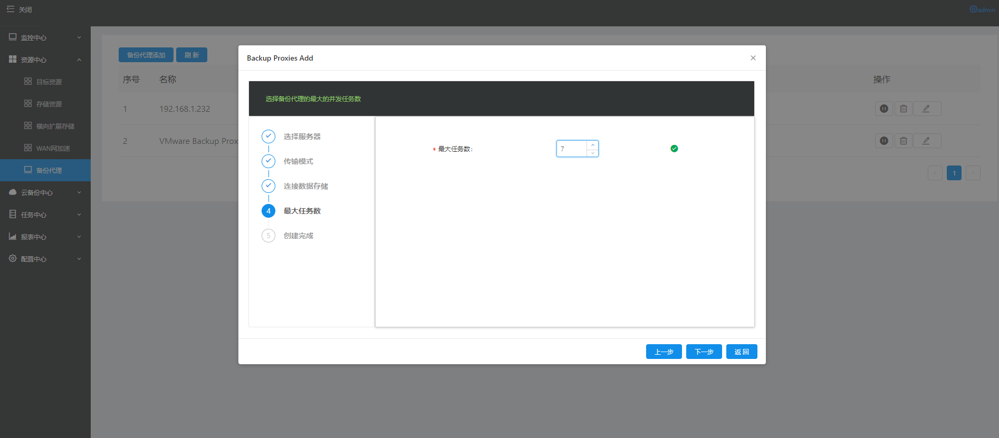 关闭
admin
监控中心
资源中心
目标资源
存储资源
横向扩展存储
WAN网加速
备份代理
云备份中心
任务中心
报表中心
配置中心
备份代理添加 刷 新
序号 名称 操作
1 192.168.1.232
2 VMware Backup Prox
1
Backup Proxies Add
选择备份代理的最大的并发任务数
选择服务器
传输模式
连接数据存储
4 最大任务数
5 创建完成
* 最大任务数: 7
上一步 下一步 返 回